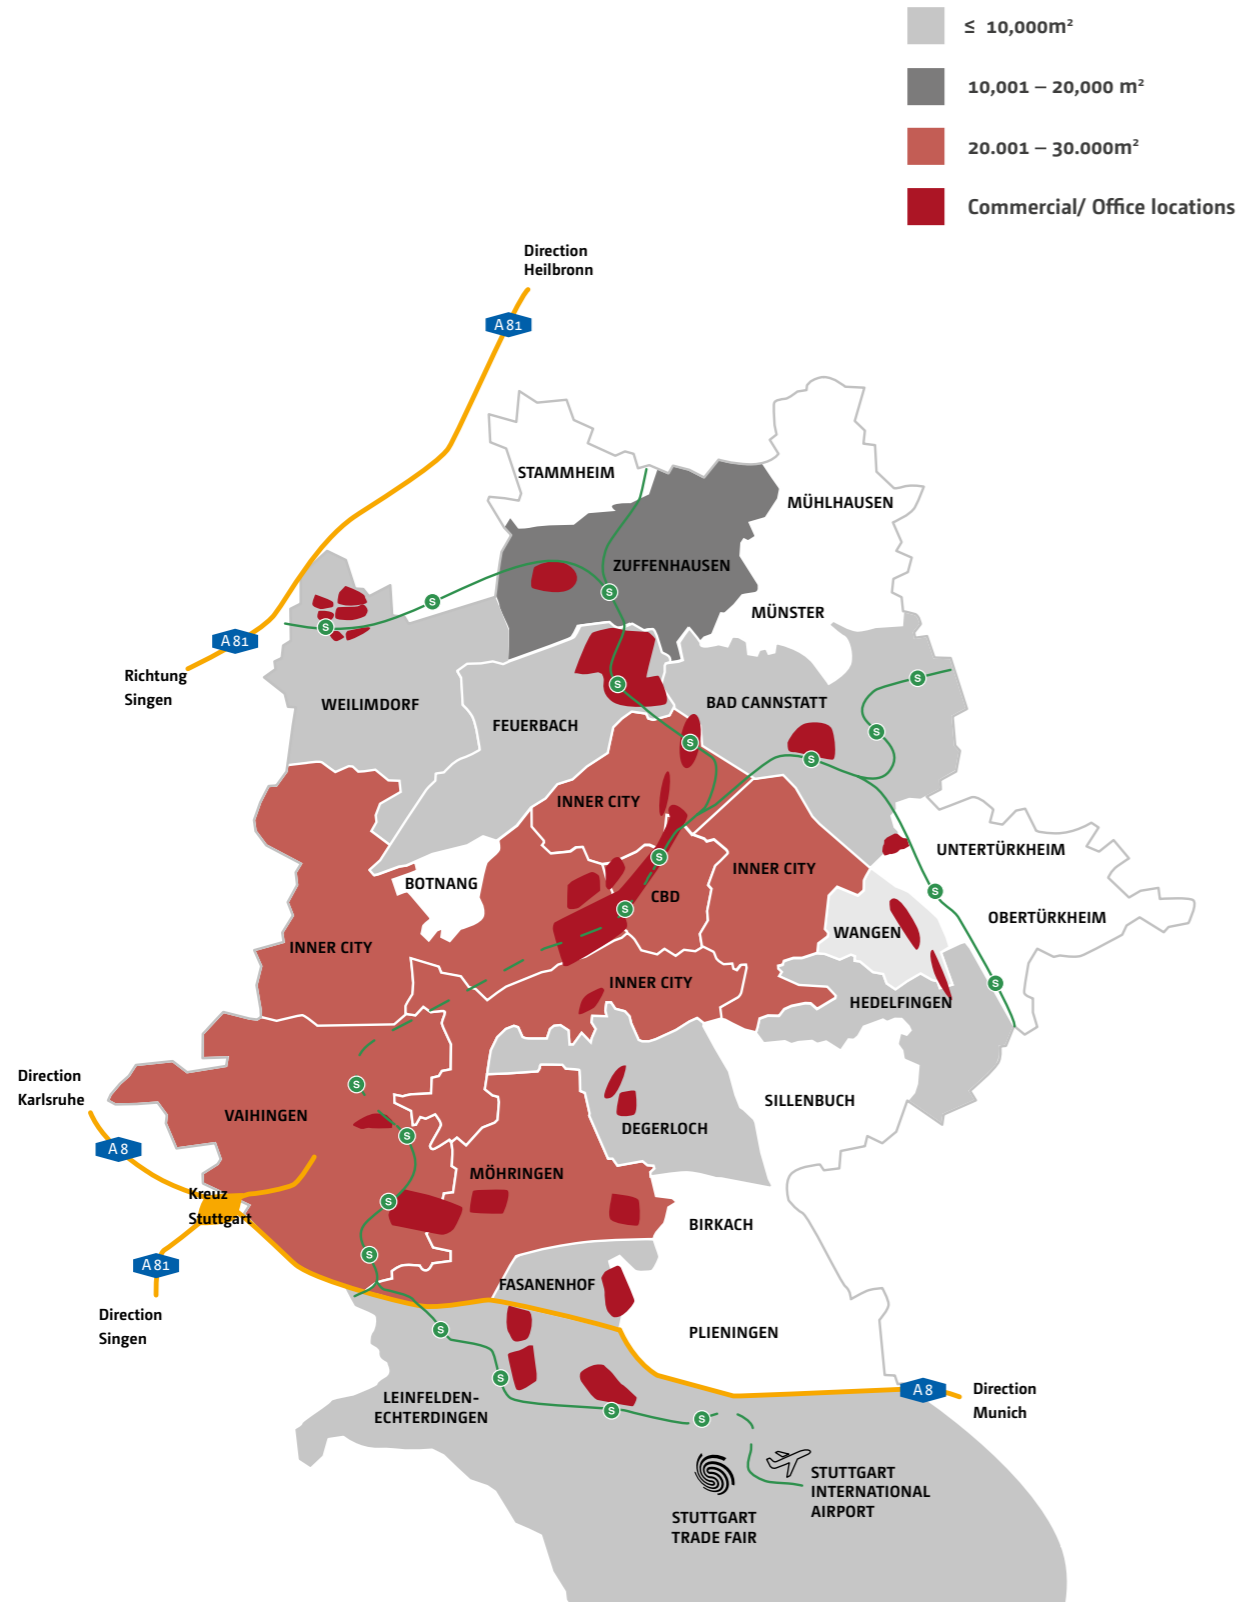 ≤ 10,000m²
10,001 – 20,000 m²
20.001 – 30.000m²
Commercial/ Office locations
Direction
Heilbronn
A 81
STAMMHEIM
MÜHLHAUSEN
ZUFFENHAUSEN
MÜNSTER
S
S
S
A 81
Richtung
Singen
WEILIMDORF
FEUERBACH
S
BAD CANNSTATT
S
S
S
S
INNER CITY
INNER CITY
CBD
S
S
BOTNANG
UNTERTÜRKHEIM
S
OBERTÜRKHEIM
WANGEN
INNER CITY
INNER CITY
HEDELFINGEN
S
Direction
Karlsruhe
A 8
VAIHINGEN
S
S
SILLENBUCH
DEGERLOCH
MÖHRINGEN
Kreuz
Stuttgart
S
BIRKACH
S
A 81
Direction
Singen
FASANENHOF
PLIENINGEN
S
S
LEINFELDEN-
ECHTERDINGEN
S
S
A 8
Direction
Munich
STUTTGART
INTERNATIONAL
AIRPORT
STUTTGART
TRADE FAIR